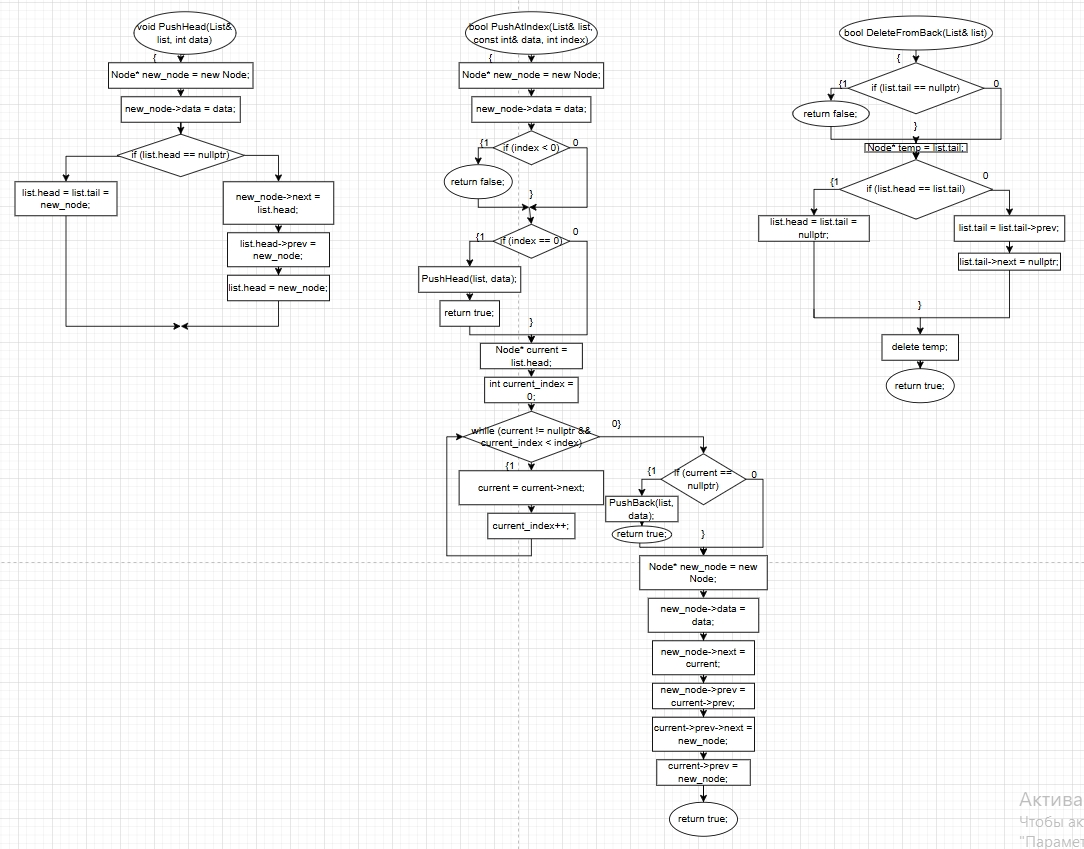 void PushHead(List&
list, int data)
{
Node* new_node = new Node;
new_node->data = data;
if (list.head == nullptr)
list.head = list.tail =
new_node;
new_node->next =
list.head;
list.head->prev =
new_node;
list.head = new_node;
bool PushAtIndex(List& list,
const int& data, int index)
{
Node* new_node = new Node;
new_node->data = data;
{1
if (index < 0)
0
return false;
}
{1
if (index == 0)
0
PushHead(list, data);
return true;
}
Node* current =
list.head;
int current_index =
0;
while (current != nullptr &&
current_index < index)
0}
{1
current = current->next;
current_index++;
{1
if (current ==
nullptr)
0
PushBack(list,
data);
return true;
}
Node* new_node = new
Node;
new_node->data =
data;
new_node->next =
current;
new_node->prev =
current->prev;
current->prev->next =
new_node;
current->prev =
new_node;
return true;
bool DeleteFromBack(List& list)
{
{1
if (list.tail == nullptr)
0
return false;
}
Node* temp = list.tail;
{1
if (list.head == list.tail)
0
list.head = list.tail =
nullptr;
list.tail = list.tail->prev;
list.tail->next = nullptr;
}
delete temp;
return true;
Актива
Чтобы ак
"Парамет